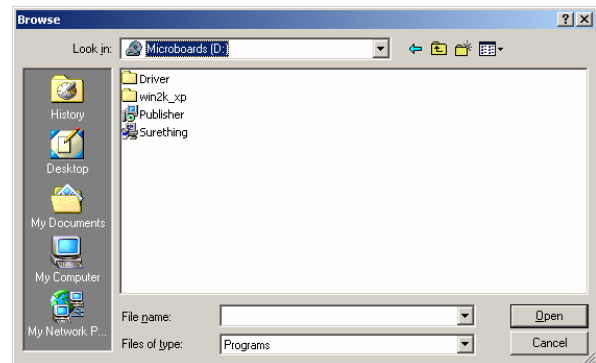 Browse
Look in: Microboards (D:)
Driver
win2k_xp
Publisher
Surething
History
Desktop
My Documents
My Computer
My Network P...
File name:
Open
Files of type: Programs
Cancel